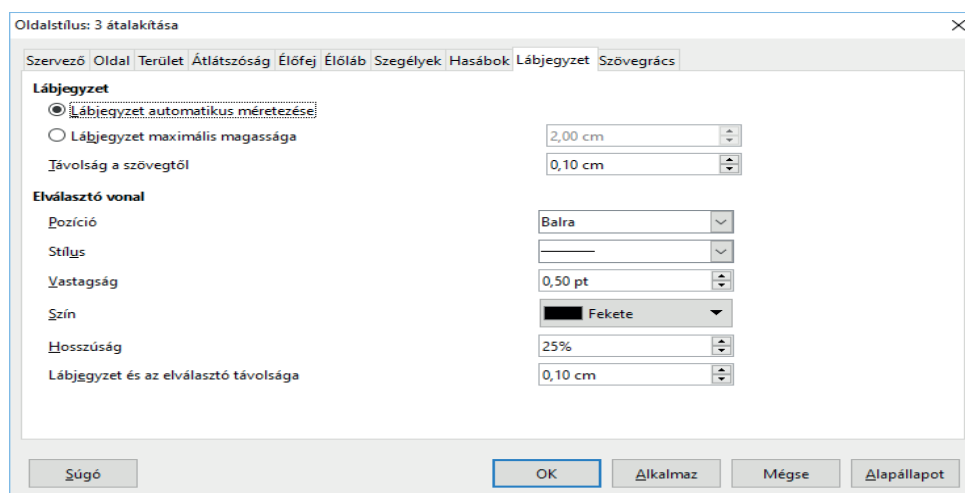 Oldalstílus: 3 átalakítása
Szervező Oldal Terület Átlátszóság Élőfej Élőláb Szegélyek Hasábok Lábjegyzet Szövegrács
Lábjegyzet
Lábjegyzet automatikus méretezése
Lábjegyzet maximális magassága 2,00 cm
Távolság a szövegtől 0,10 cm
Elválasztó vonal
Pozíció Balra
Stílus
Vastagság 0,50 pt
Szín Fekete
Hosszúság 25%
Lábjegyzet és az elválasztó távolsága 0,10 cm
Súgó OK Alkalmaz Mégse Alapállapot